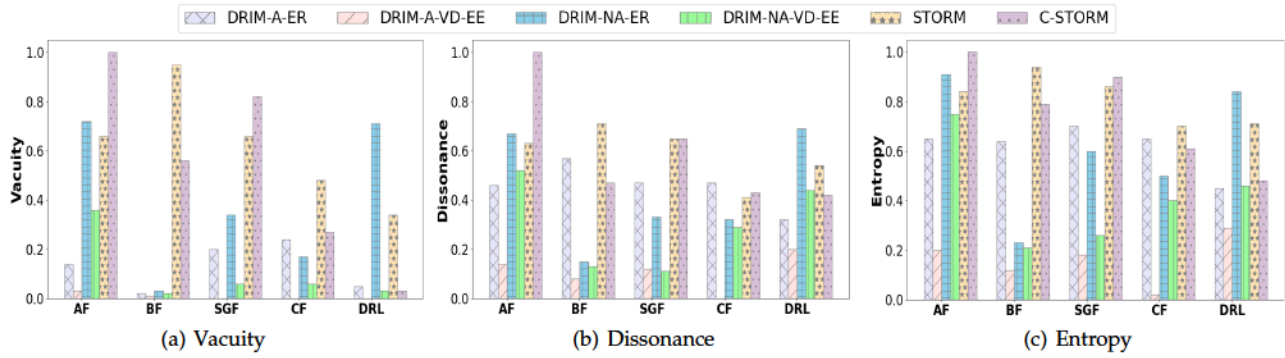 DRIM-A-ER DRIM-A-VD-EE DRIM-NA-ER DRIM-NA-VD-EE STORM C-STORM
Vacuity
1.0
0.8
0.6
0.4
0.2
0.0
AF BF SGF CF DRL
(a) Vacuity
Dissonance
1.0
0.8
0.6
0.4
0.2
0.0
AF BF SGF CF DRL
(b) Dissonance
Entropy
1.0
0.8
0.6
0.4
0.2
0.0
AF BF SGF CF DRL
(c) Entropy